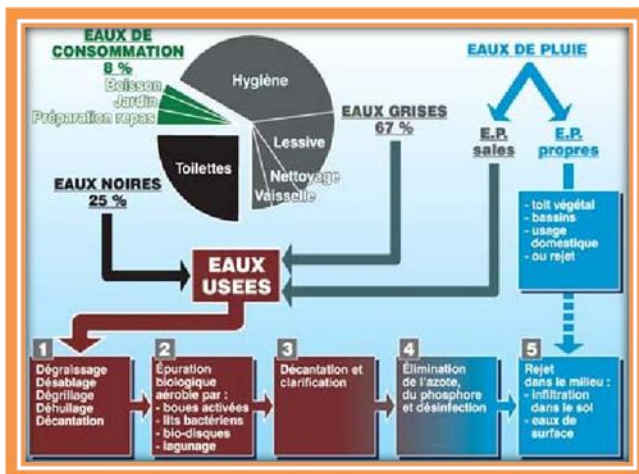 EAUX DE
CONSOMMATION
8 %
Boisson
Jardin
Préparation repas
Hygiène
Lessive
Nettoyage
Vaisselle
Toilettes
EAUX GRISES
67 %
EAUX NOIRES
25 %
EAUX DE PLUIE
E.P.
sales
E.P.
propres
- toit végétal
- bassins
- usage
domestique
- ou rejet
EAUX
USEES
1
Dégraissage
Désablage
Dégrillage
Déhuilage
Décantation
2
Épuration
biologique
aérobie par :
- boues activées
- lits bactériens
- bio-disques
- lagunage
3
Décantation et
clarification
4
Élimination
de l'azote,
du phosphore
et désinfection
5
Rejet
dans le milieu :
- infiltration
dans le sol
- eaux de
surface